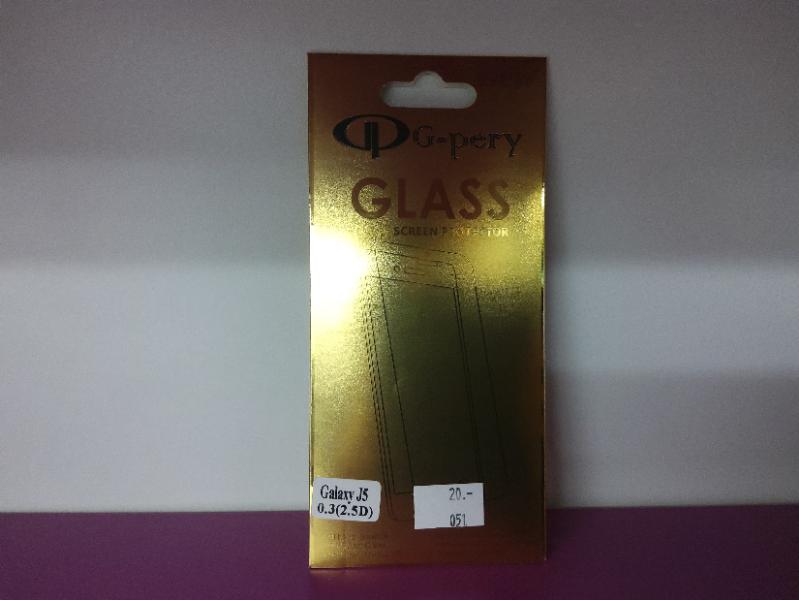 G-pery
GLASS
SCREEN PROTECTOR
Galaxy J5
0.3(2.5D)
20.-
051